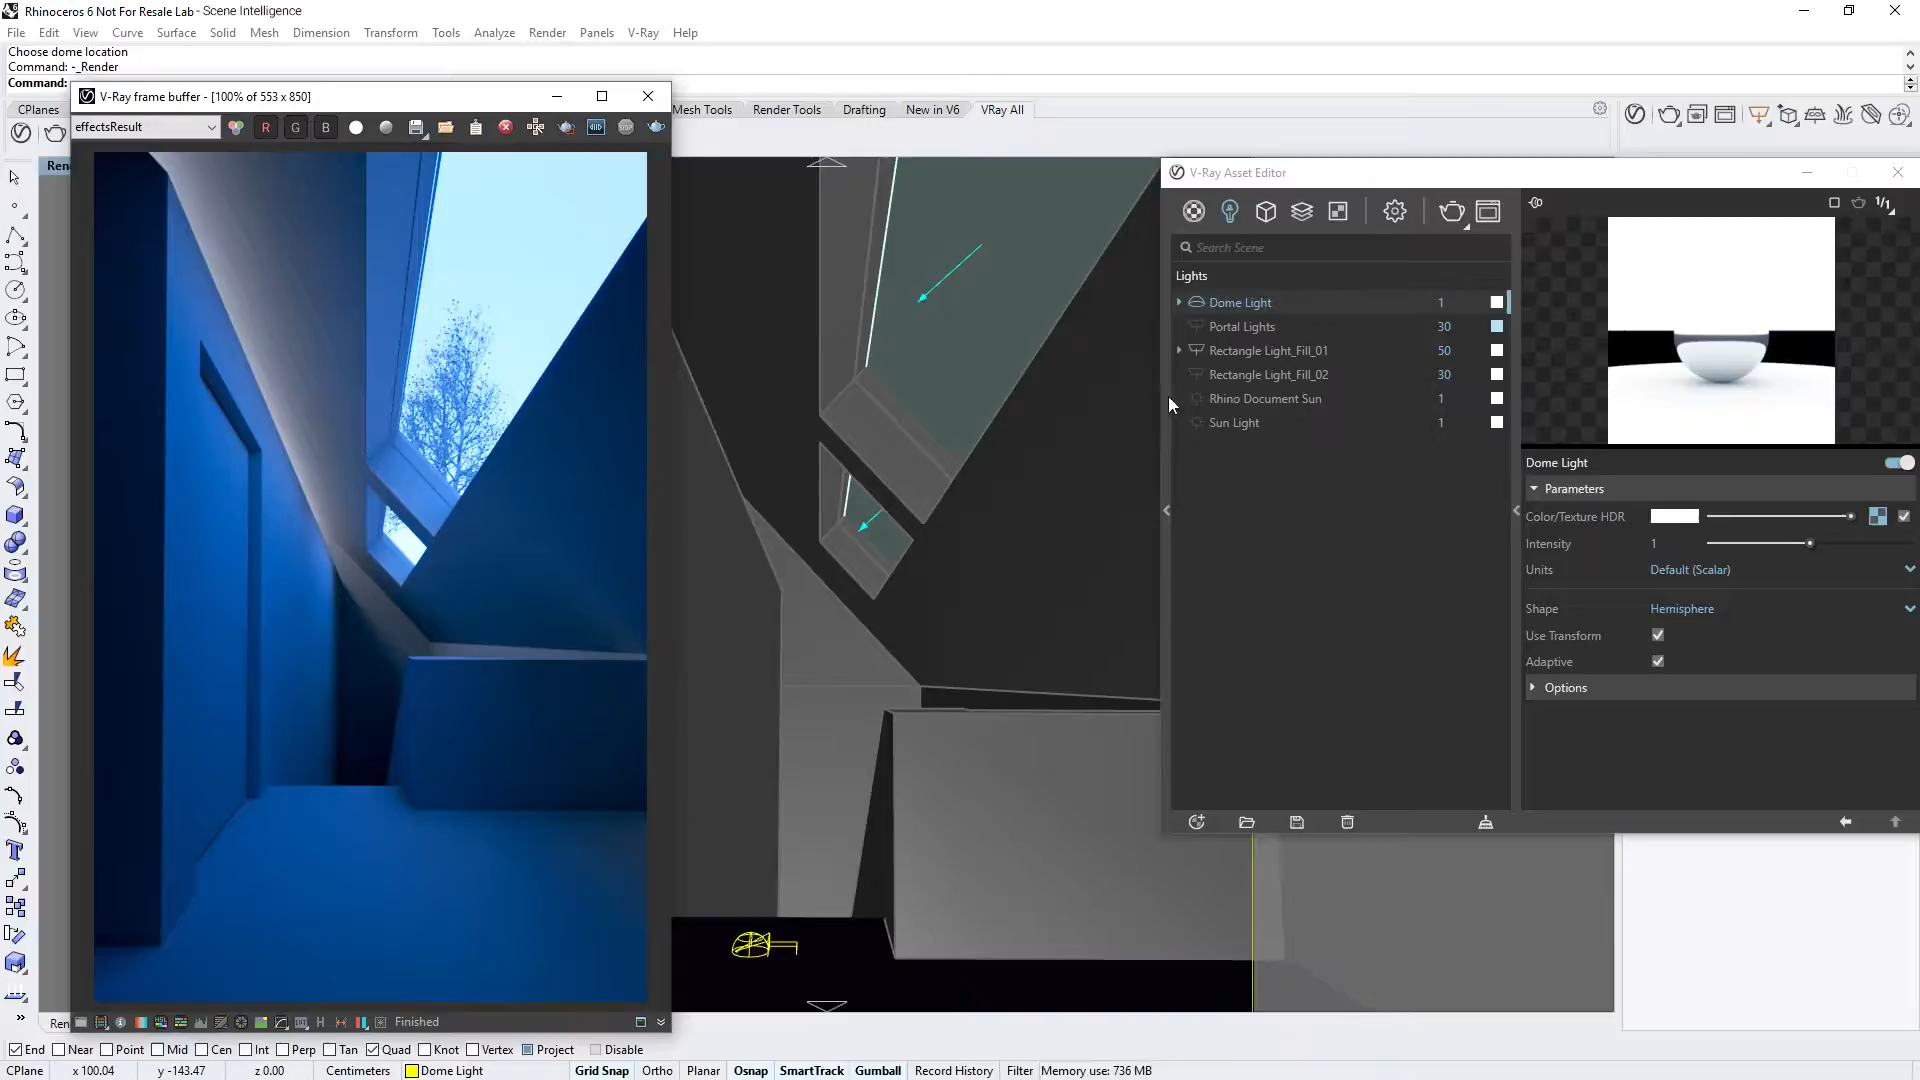 Rhinoceros 6 Not For Resale Lab - Scene Intelligence
File Edit View Curve Surface Solid Mesh Dimension Transform Tools Analyze Render Panels V-Ray Help
Choose dome location
Command: -_Render
Command:
V-Ray frame buffer - [100% of 553 x 850]
CPlanes
Mesh Tools Render Tools Drafting New in V6 VRay All
effectsResult
R G B
STOP
Ren
V-Ray Asset Editor
1/1
Search Scene
Lights
Dome Light 1
Portal Lights 30
Rectangle Light_Fill_01 50
Rectangle Light_Fill_02 30
Rhino Document Sun 1
Sun Light 1
Dome Light
Parameters
Color/Texture HDR
Intensity 1
Units Default (Scalar)
Shape Hemisphere
Use Transform
Adaptive
Options
Ren
H
Finished
End Near Point Mid Cen Int Perp Tan Quad Knot Vertex Project Disable
CPlane x 100.04 y -143.47 z 0.00 Centimeters Dome Light Grid Snap Ortho Planar Osnap SmartTrack Gumball Record History Filter Memory use: 736 MB